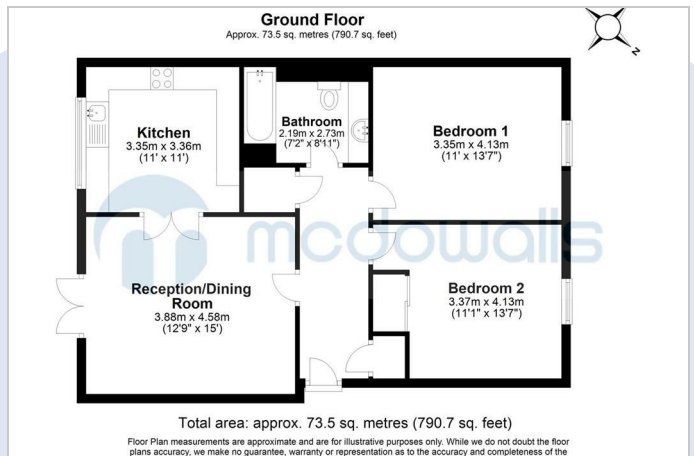 Ground Floor
Approx. 73.5 sq. metres (790.7 sq. feet)
N
Kitchen
3.35m x 3.36m
(11' x 11')
Bathroom
2.19m x 2.73m
(7'2" x 8'11")
Bedroom 1
3.35m x 4.13m
(11' x 13'7")
mcdowalls
Reception/Dining
Room
3.88m x 4.58m
(12'9" x 15')
Bedroom 2
3.37m x 4.13m
(11'1" x 13'7")
Total area: approx. 73.5 sq. metres (790.7 sq. feet)
Floor Plan measurements are approximate and are for illustrative purposes only. While we do not doubt the floor
plans accuracy, we make no guarantee, warranty or representation as to the accuracy and completeness of the